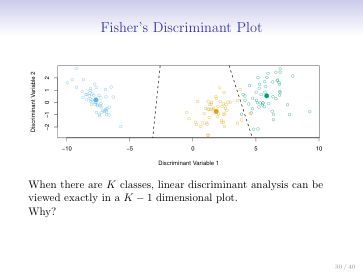 Fisher's Discriminant Plot
Discriminant Variable 2
−2 −1 0 1 2
−10 −5 0 5 10
Discriminant Variable 1
When there are K classes, linear discriminant analysis can be
viewed exactly in a K − 1 dimensional plot.
Why?
30 / 40